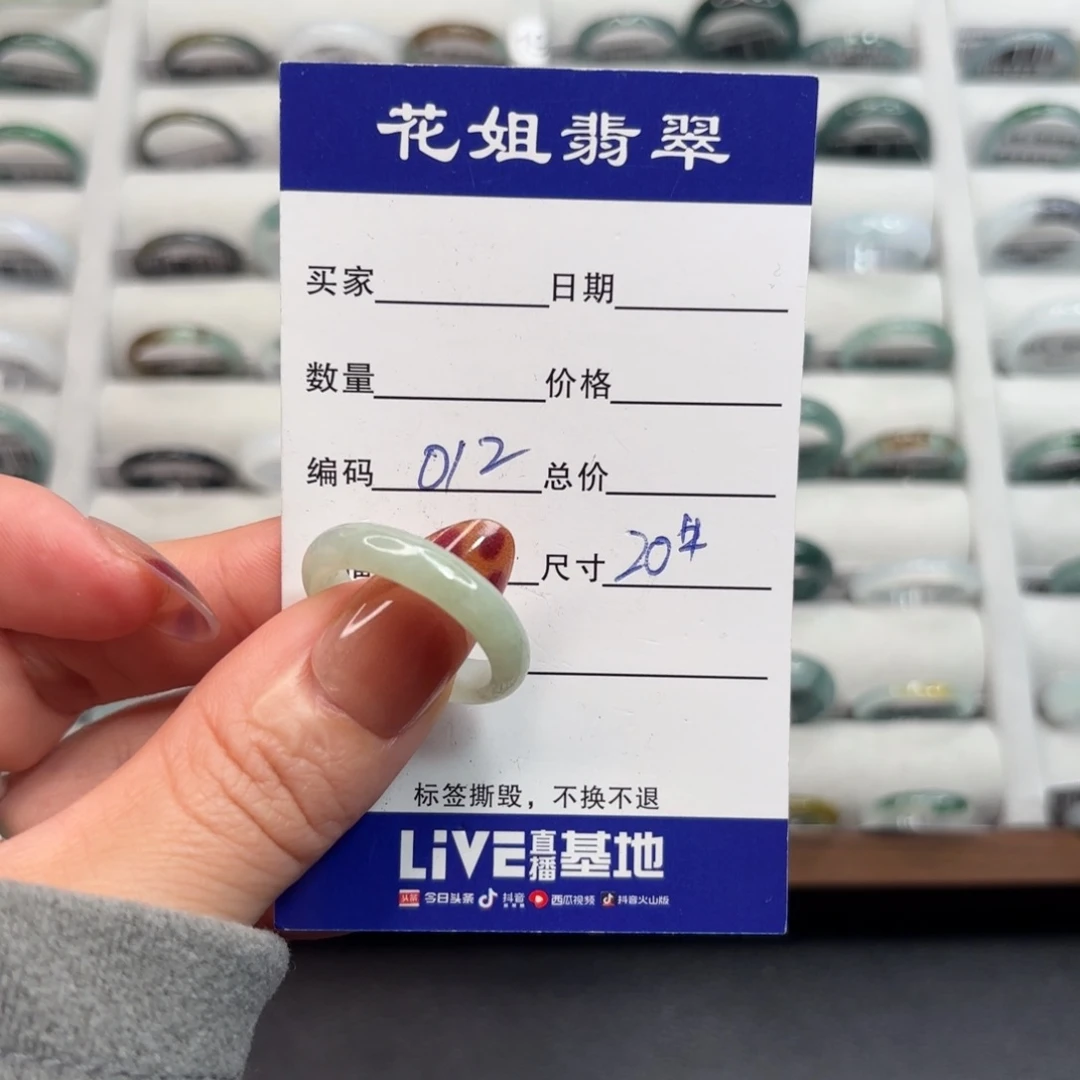 花姐翡翠
买家 日期
数量 价格
编码 012 总价
尺寸 20#
标签撕毁，不换不退
LiVE直播基地
头条 今日头条 抖音 西瓜视频 抖音火山版